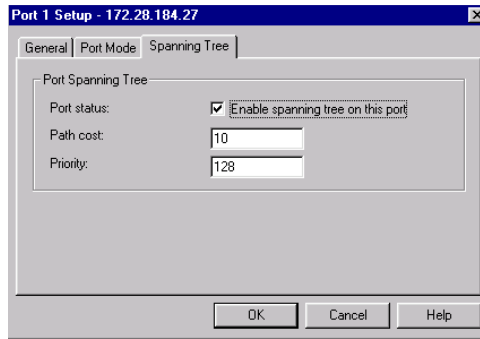 Port 1 Setup - 172.28.184.27
General Port Mode Spanning Tree
Port Spanning Tree
Port status: Enable spanning tree on this port
Path cost: 10
Priority: 128
OK Cancel Help